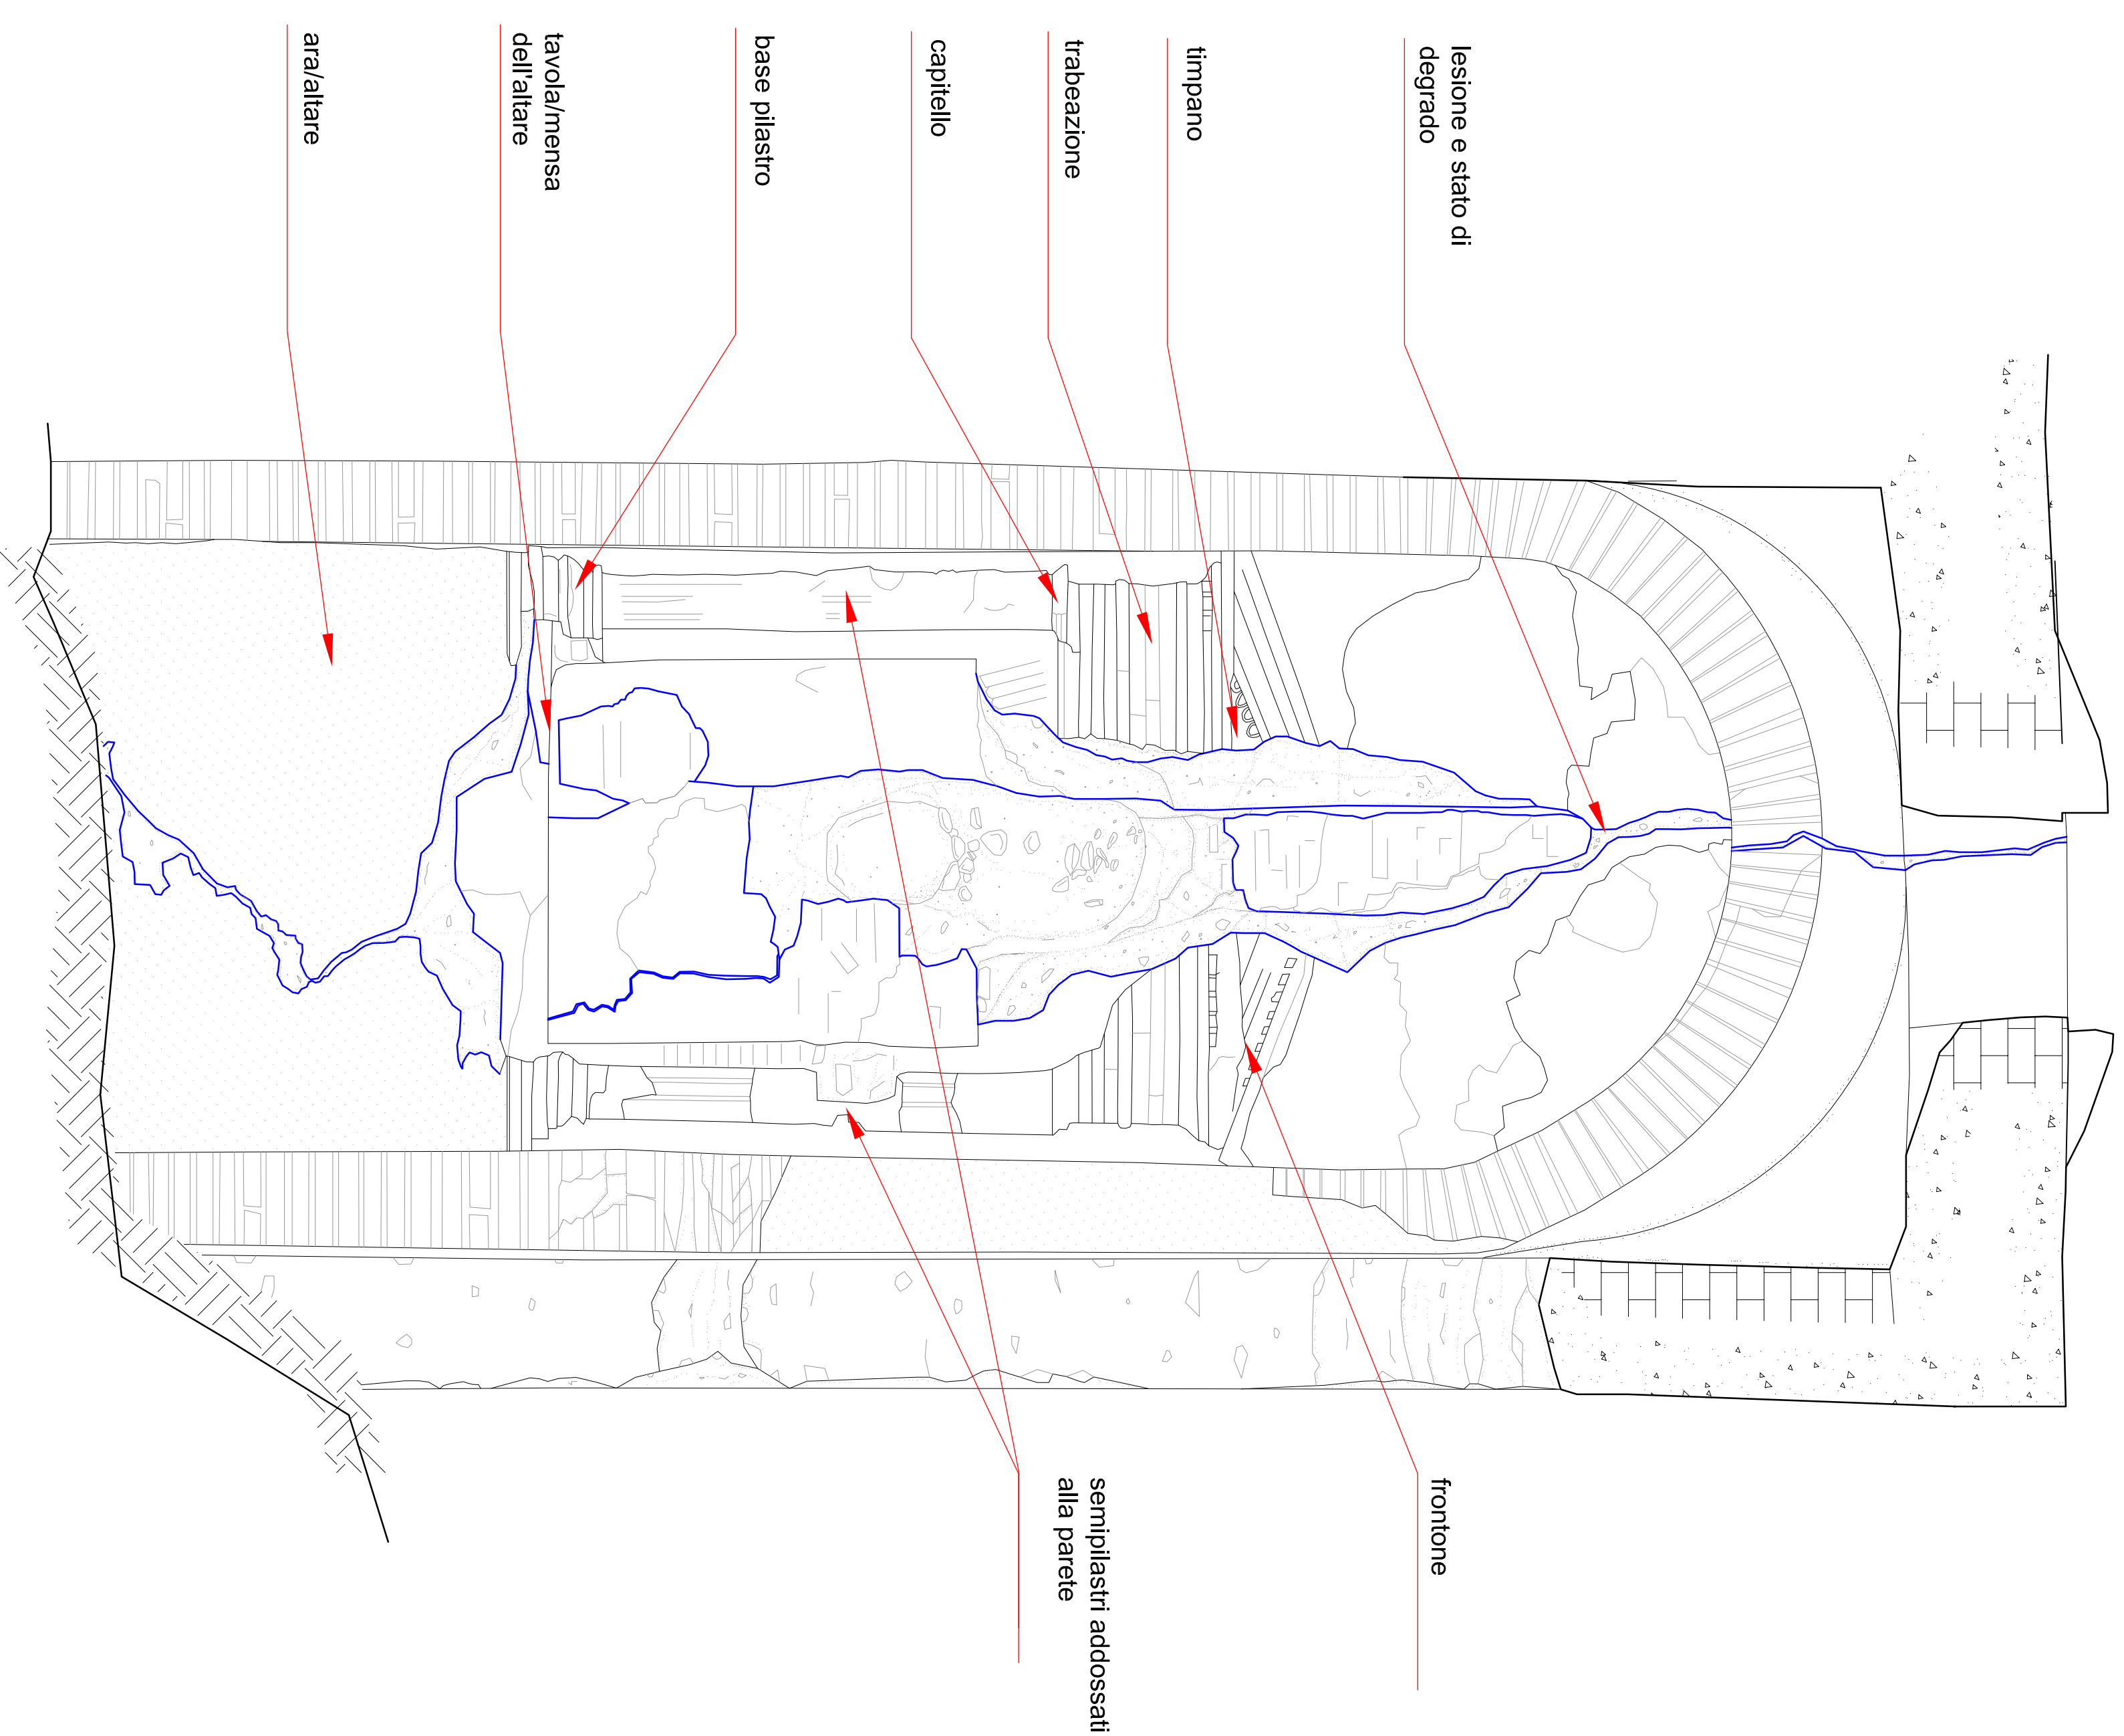 lesione e stato di
degrado
timpano
trabeazione
capitello
base pilastro
tavola/mensa
dell'altare
ara/altare
frontone
semipilastri addossati
alla parete